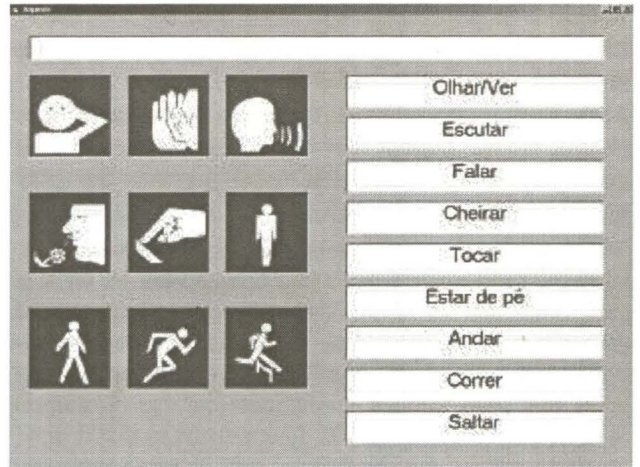 Olhar/Ver
Escutar
Falar
Cheirar
Tocar
Estar de pé
Andar
Correr
Saltar